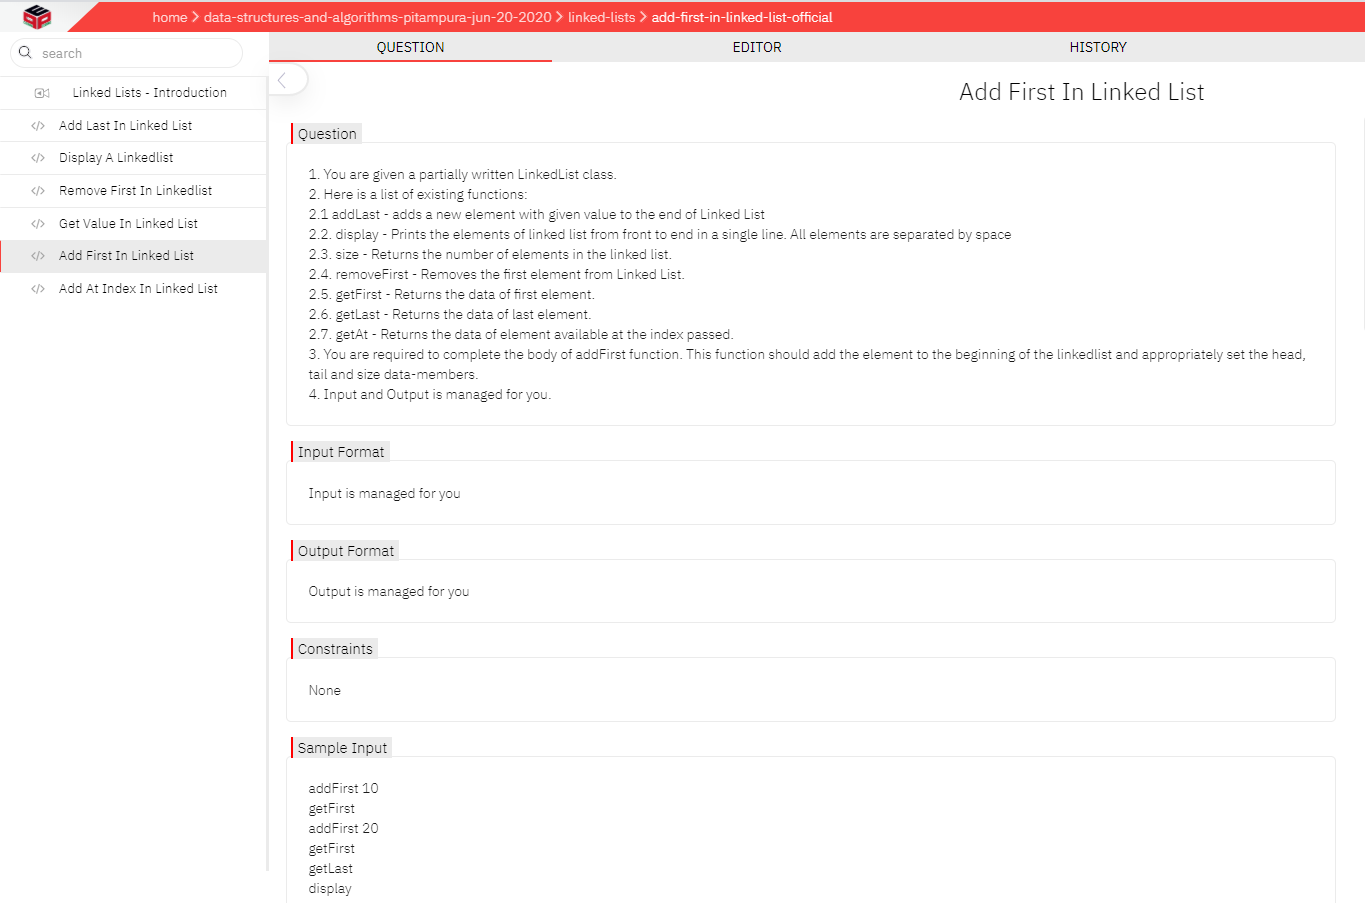 home > data-structures-and-algorithms-pitampura-jun-20-2020 > linked-lists > add-first-in-linked-list-official
search
Linked Lists - Introduction
Add Last In Linked List
Display A Linkedlist
Remove First In Linkedlist
Get Value In Linked List
Add First In Linked List
Add At Index In Linked List
QUESTION EDITOR HISTORY
Add First In Linked List
Question
1. You are given a partially written LinkedList class.
2. Here is a list of existing functions:
2.1 addLast - adds a new element with given value to the end of Linked List
2.2. display - Prints the elements of linked list from front to end in a single line. All elements are separated by space
2.3. size - Returns the number of elements in the linked list.
2.4. removeFirst - Removes the first element from Linked List.
2.5. getFirst - Returns the data of first element.
2.6. getLast - Returns the data of last element.
2.7. getAt - Returns the data of element available at the index passed.
3. You are required to complete the body of addFirst function. This function should add the element to the beginning of the linkedlist and appropriately set the head,
tail and size data-members.
4. Input and Output is managed for you.
Input Format
Input is managed for you
Output Format
Output is managed for you
Constraints
None
Sample Input
addFirst 10
getFirst
addFirst 20
getFirst
getLast
display